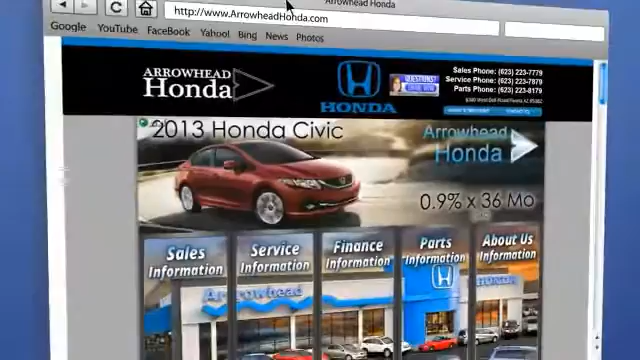 Arrowhead Honda
http://www.ArrowheadHonda.com
Google YouTube FaceBook Yahoo! Bing News Photos
ARROWHEAD
Honda
HONDA
QUESTIONS?
Sales Phone: (623) 223-7779
Service Phone: (623) 223-7879
Parts Phone: (623) 223-8179
2013 Honda Civic
Arrowhead
Honda
0.9% x 36 Mo
Sales
Information
Service
Information
Finance
Information
Parts
Information
About Us
Information
Arrowhead
HONDA